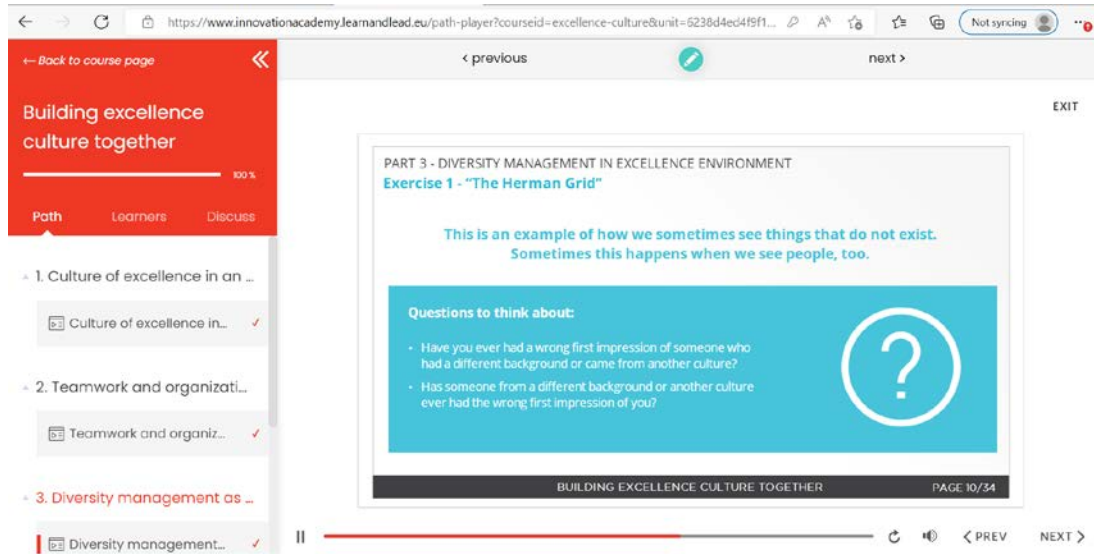 https://www.innovationacademy.learnandlead.eu/path-player?courseid=excellence-culture&unit=6238d4ed4f9f1...
Not syncing
← Back to course page
< previous
next >
Building excellence
culture together
100 %
Path Learners Discuss
1. Culture of excellence in an ...
Culture of excellence in...
2. Teamwork and organizati...
Teamwork and organiz...
3. Diversity management as ...
Diversity management...
EXIT
PART 3 - DIVERSITY MANAGEMENT IN EXCELLENCE ENVIRONMENT
Exercise 1 - "The Herman Grid"
This is an example of how we sometimes see things that do not exist.
Sometimes this happens when we see people, too.
Questions to think about:
• Have you ever had a wrong first impression of someone who
had a different background or came from another culture?
• Has someone from a different background or another culture
ever had the wrong first impression of you?
?
BUILDING EXCELLENCE CULTURE TOGETHER PAGE 10/34
< PREV NEXT >